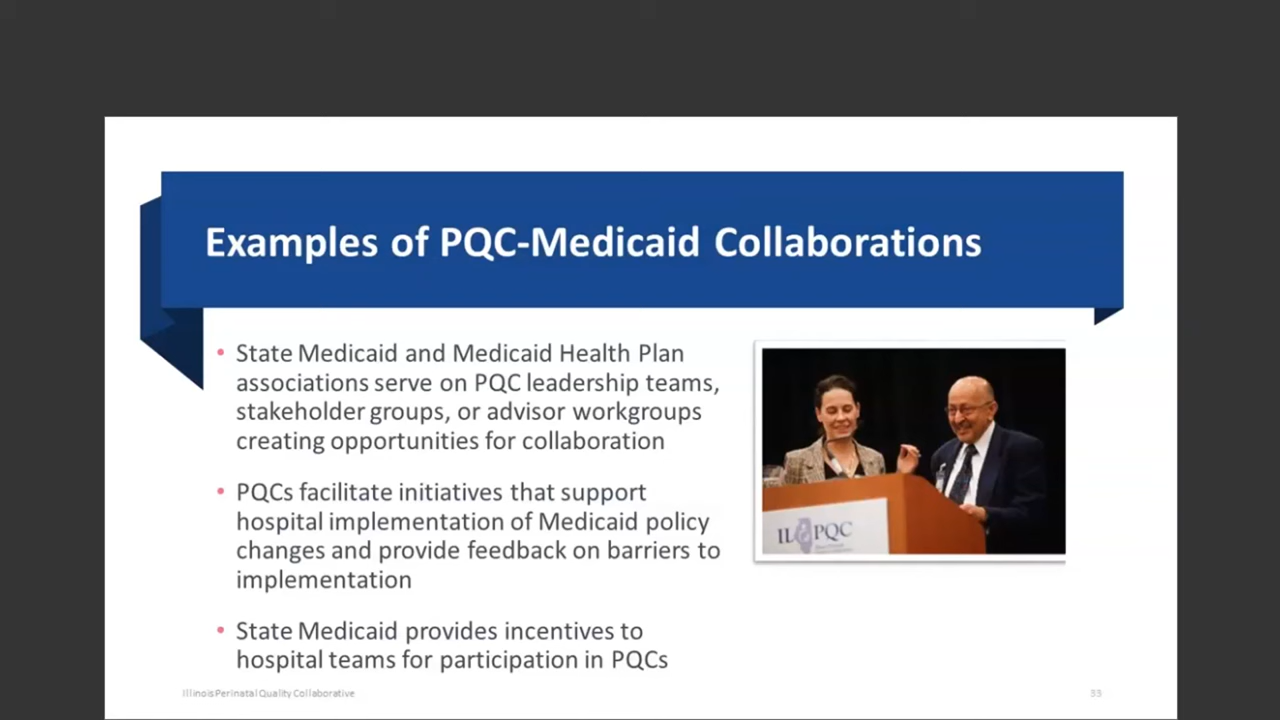 Examples of PQC-Medicaid Collaborations
• State Medicaid and Medicaid Health Plan
associations serve on PQC leadership teams,
stakeholder groups, or advisor workgroups
creating opportunities for collaboration
• PQCs facilitate initiatives that support
hospital implementation of Medicaid policy
changes and provide feedback on barriers to
implementation
• State Medicaid provides incentives to
hospital teams for participation in PQCs
IL PQC
Illinois Perinatal Quality Collaborative
33